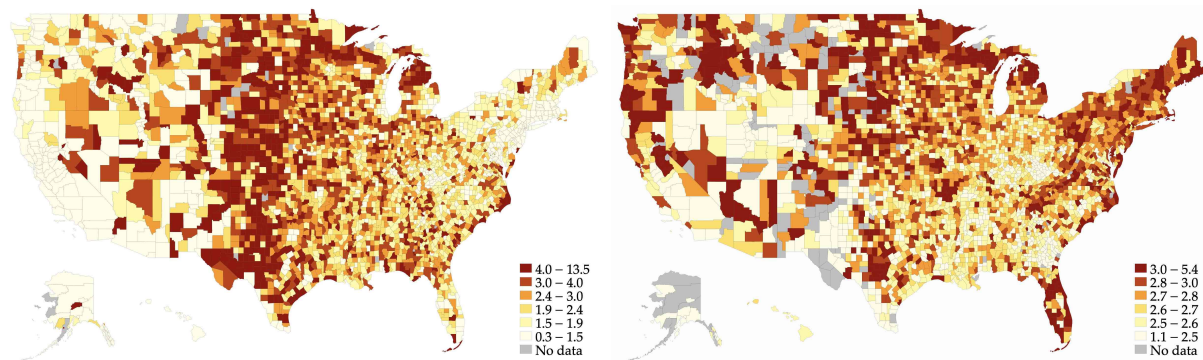 4.0 – 13.5
3.0 – 4.0
2.4 – 3.0
1.9 – 2.4
1.5 – 1.9
0.3 – 1.5
No data
3.0 – 5.4
2.8 – 3.0
2.7 – 2.8
2.6 – 2.7
2.5 – 2.6
1.1 – 2.5
No data